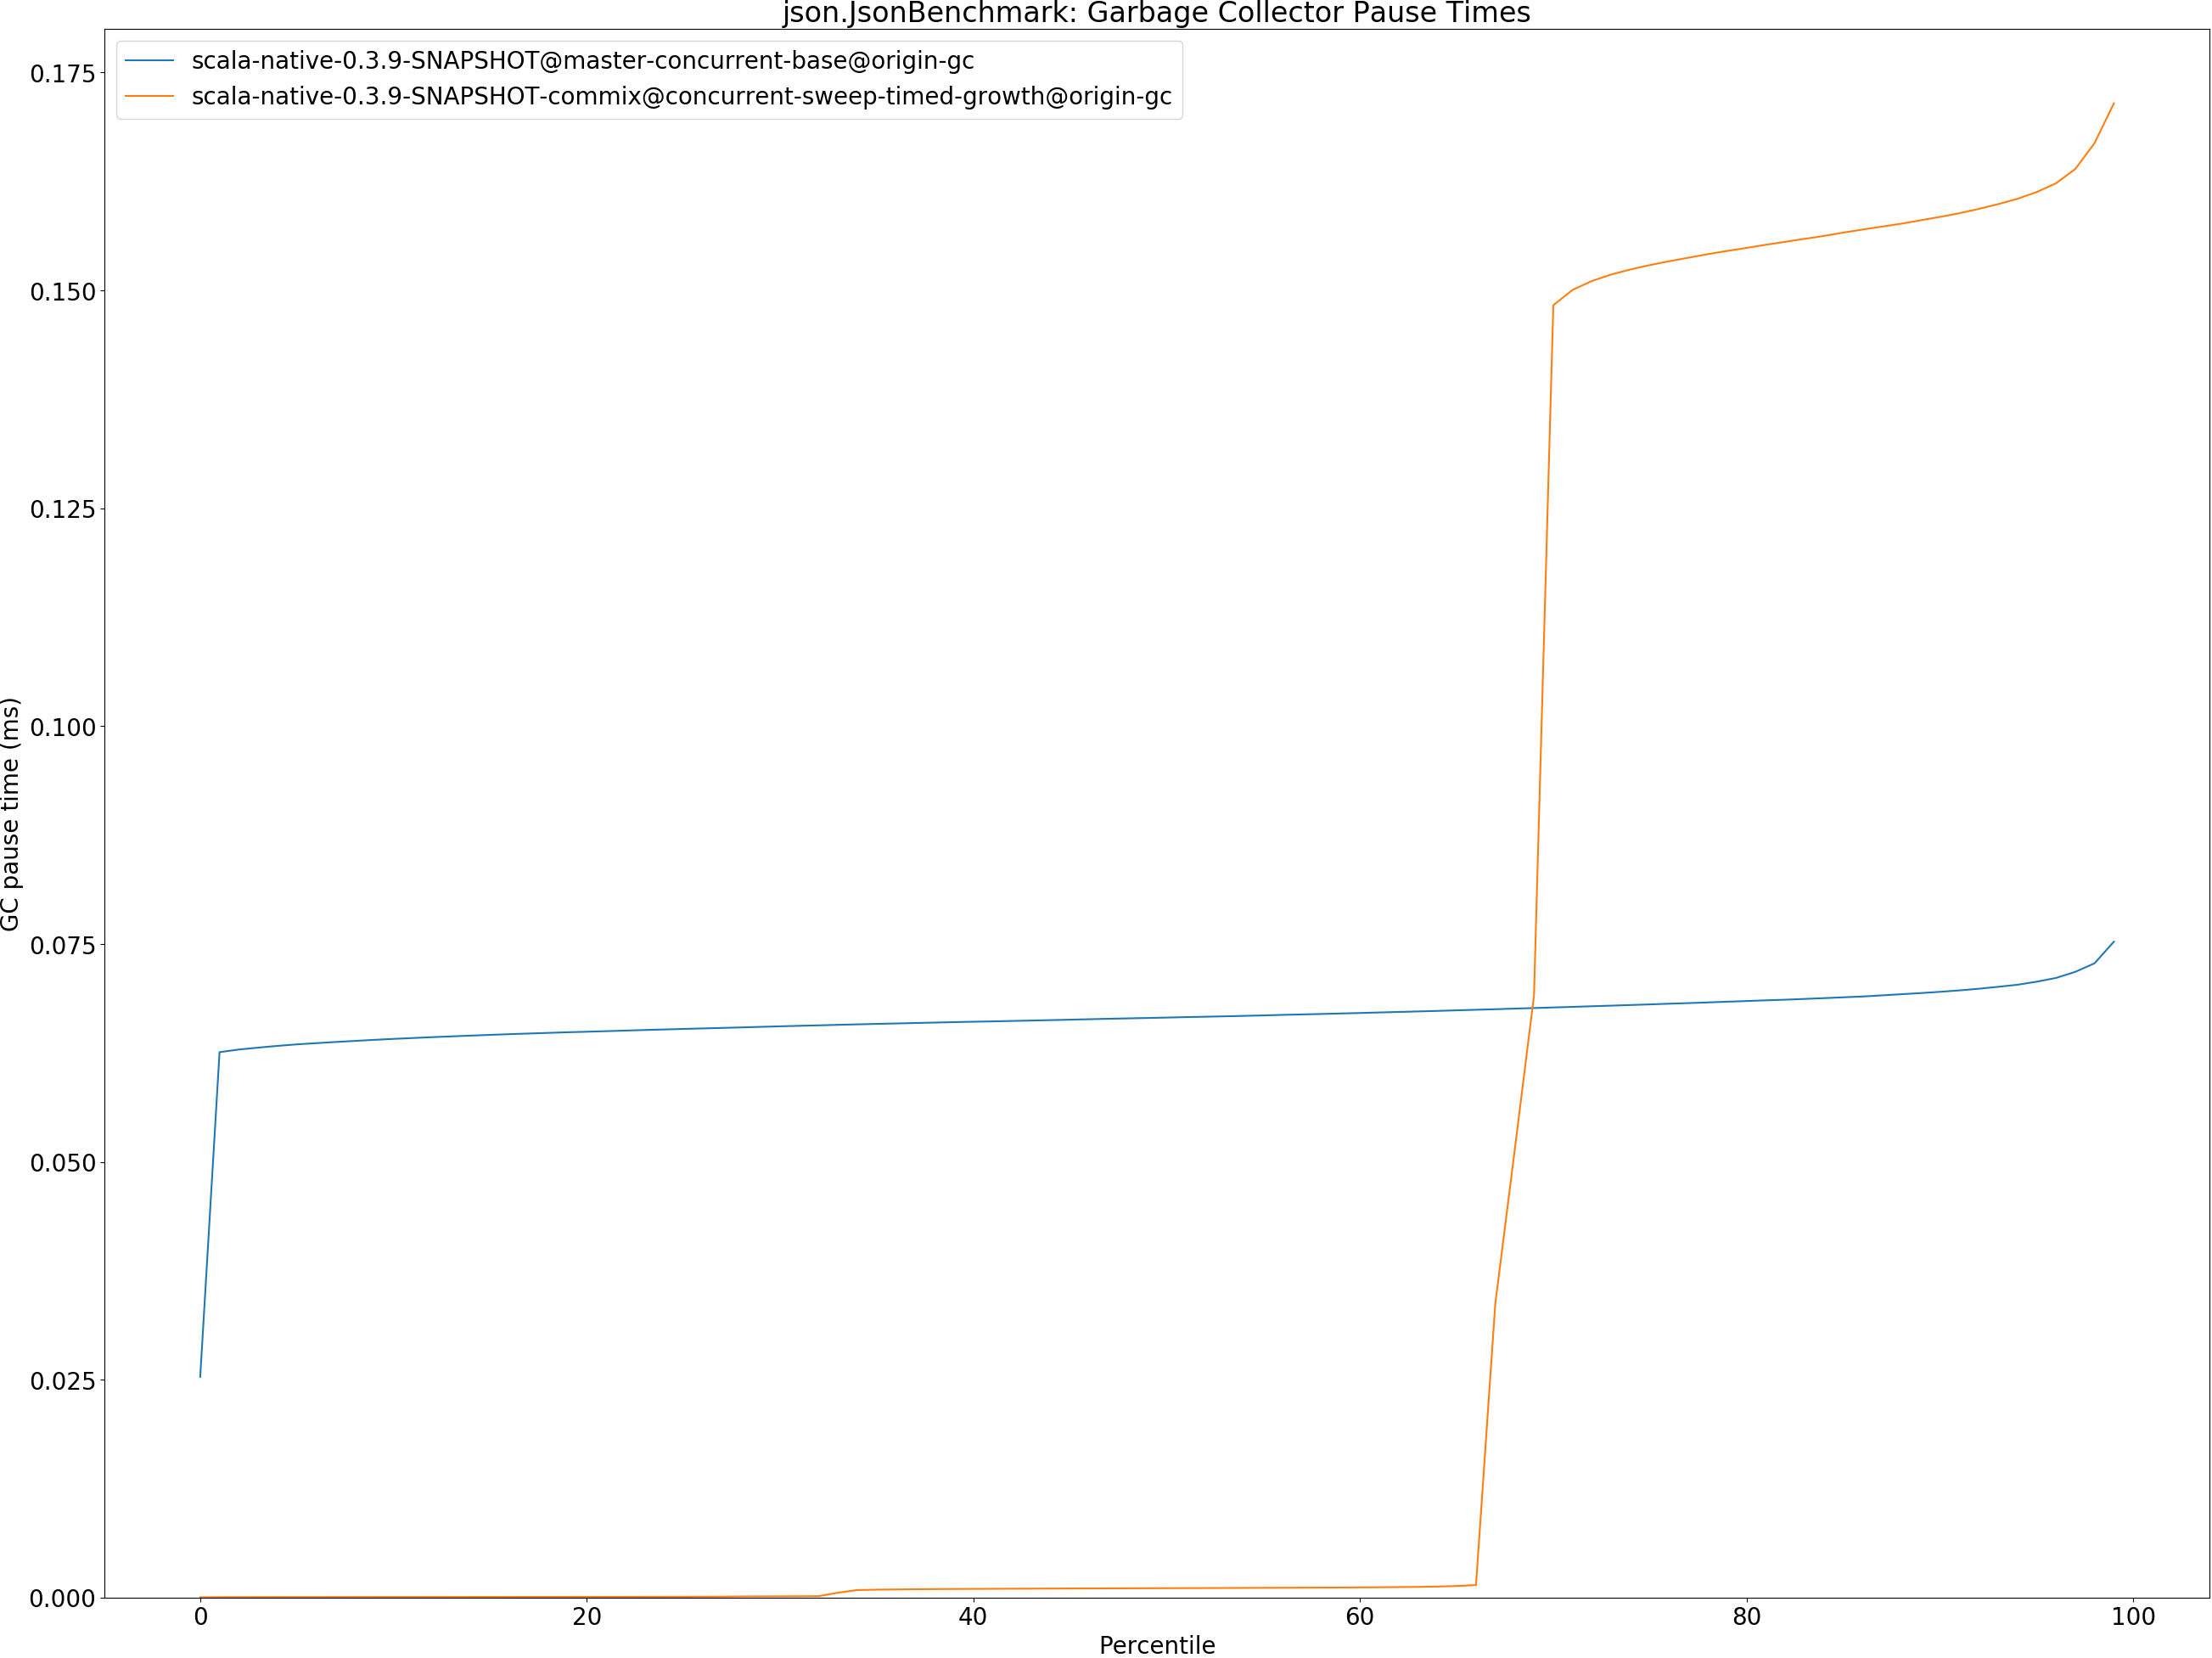 json.JsonBenchmark: Garbage Collector Pause Times
scala-native-0.3.9-SNAPSHOT@master-concurrent-base@origin-gc
scala-native-0.3.9-SNAPSHOT-commix@concurrent-sweep-timed-growth@origin-gc
GC pause time (ms)
0.175
0.150
0.125
0.100
0.075
0.050
0.025
0.000
0 20 40 60 80 100
Percentile